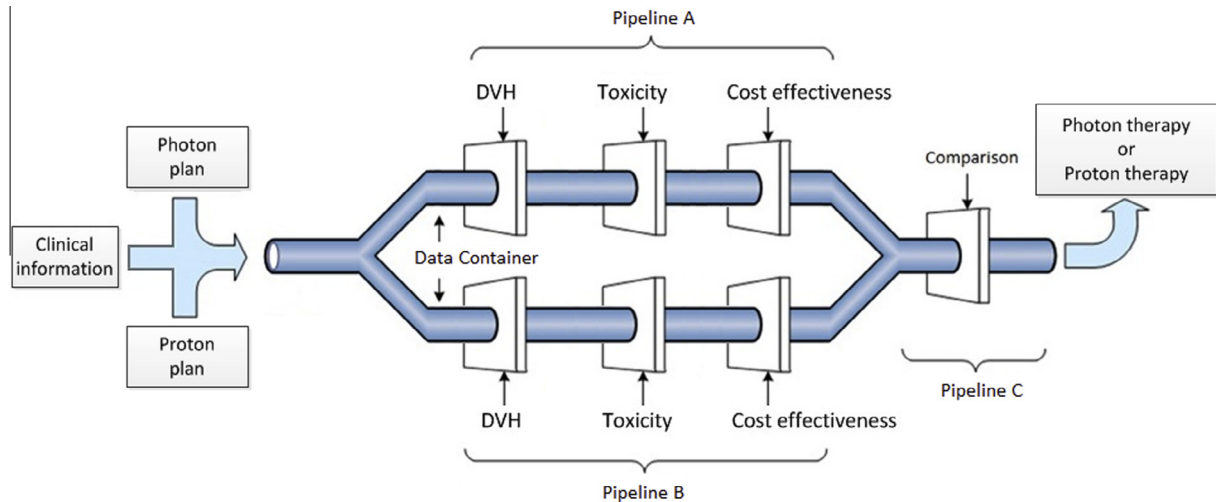 Pipeline A
DVH
Toxicity
Cost effectiveness
Photon
plan
Clinical
information
Proton
plan
Data Container
Comparison
Photon therapy
or
Proton therapy
Pipeline C
DVH
Toxicity
Cost effectiveness
Pipeline B